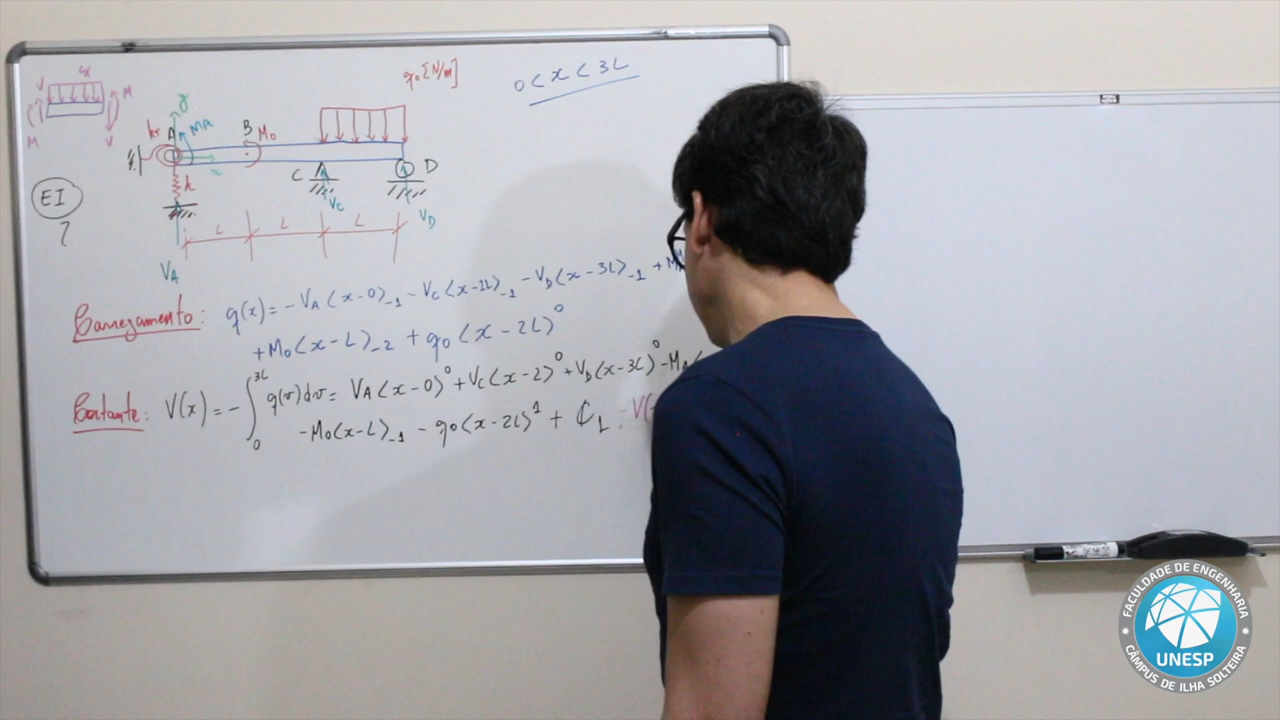 q₀[N/m]
0<x<3L
q
V
M
M
V
y
kr
A
MA
B
M₀
x
k
C
D
EI
?
VC
VD
L
L
L
VA
Carregamento: q(x)= -VA⟨x-0⟩₋₁ -VC⟨x-2L⟩₋₁ -VD⟨x-3L⟩₋₁ +M
+M₀⟨x-L⟩₋₂ + q₀⟨x-2L⟩⁰
Cortante: V(x)= -∫₀³ᴸ q(v)dv= VA⟨x-0⟩⁰ +VC⟨x-2⟩⁰ +VD⟨x-3L⟩⁰ -MA⟨
-M₀⟨x-L⟩₋₁ - q₀⟨x-2L⟩¹ + C₁
V(
FACULDADE DE ENGENHARIA
UNESP
CÂMPUS DE ILHA SOLTEIRA